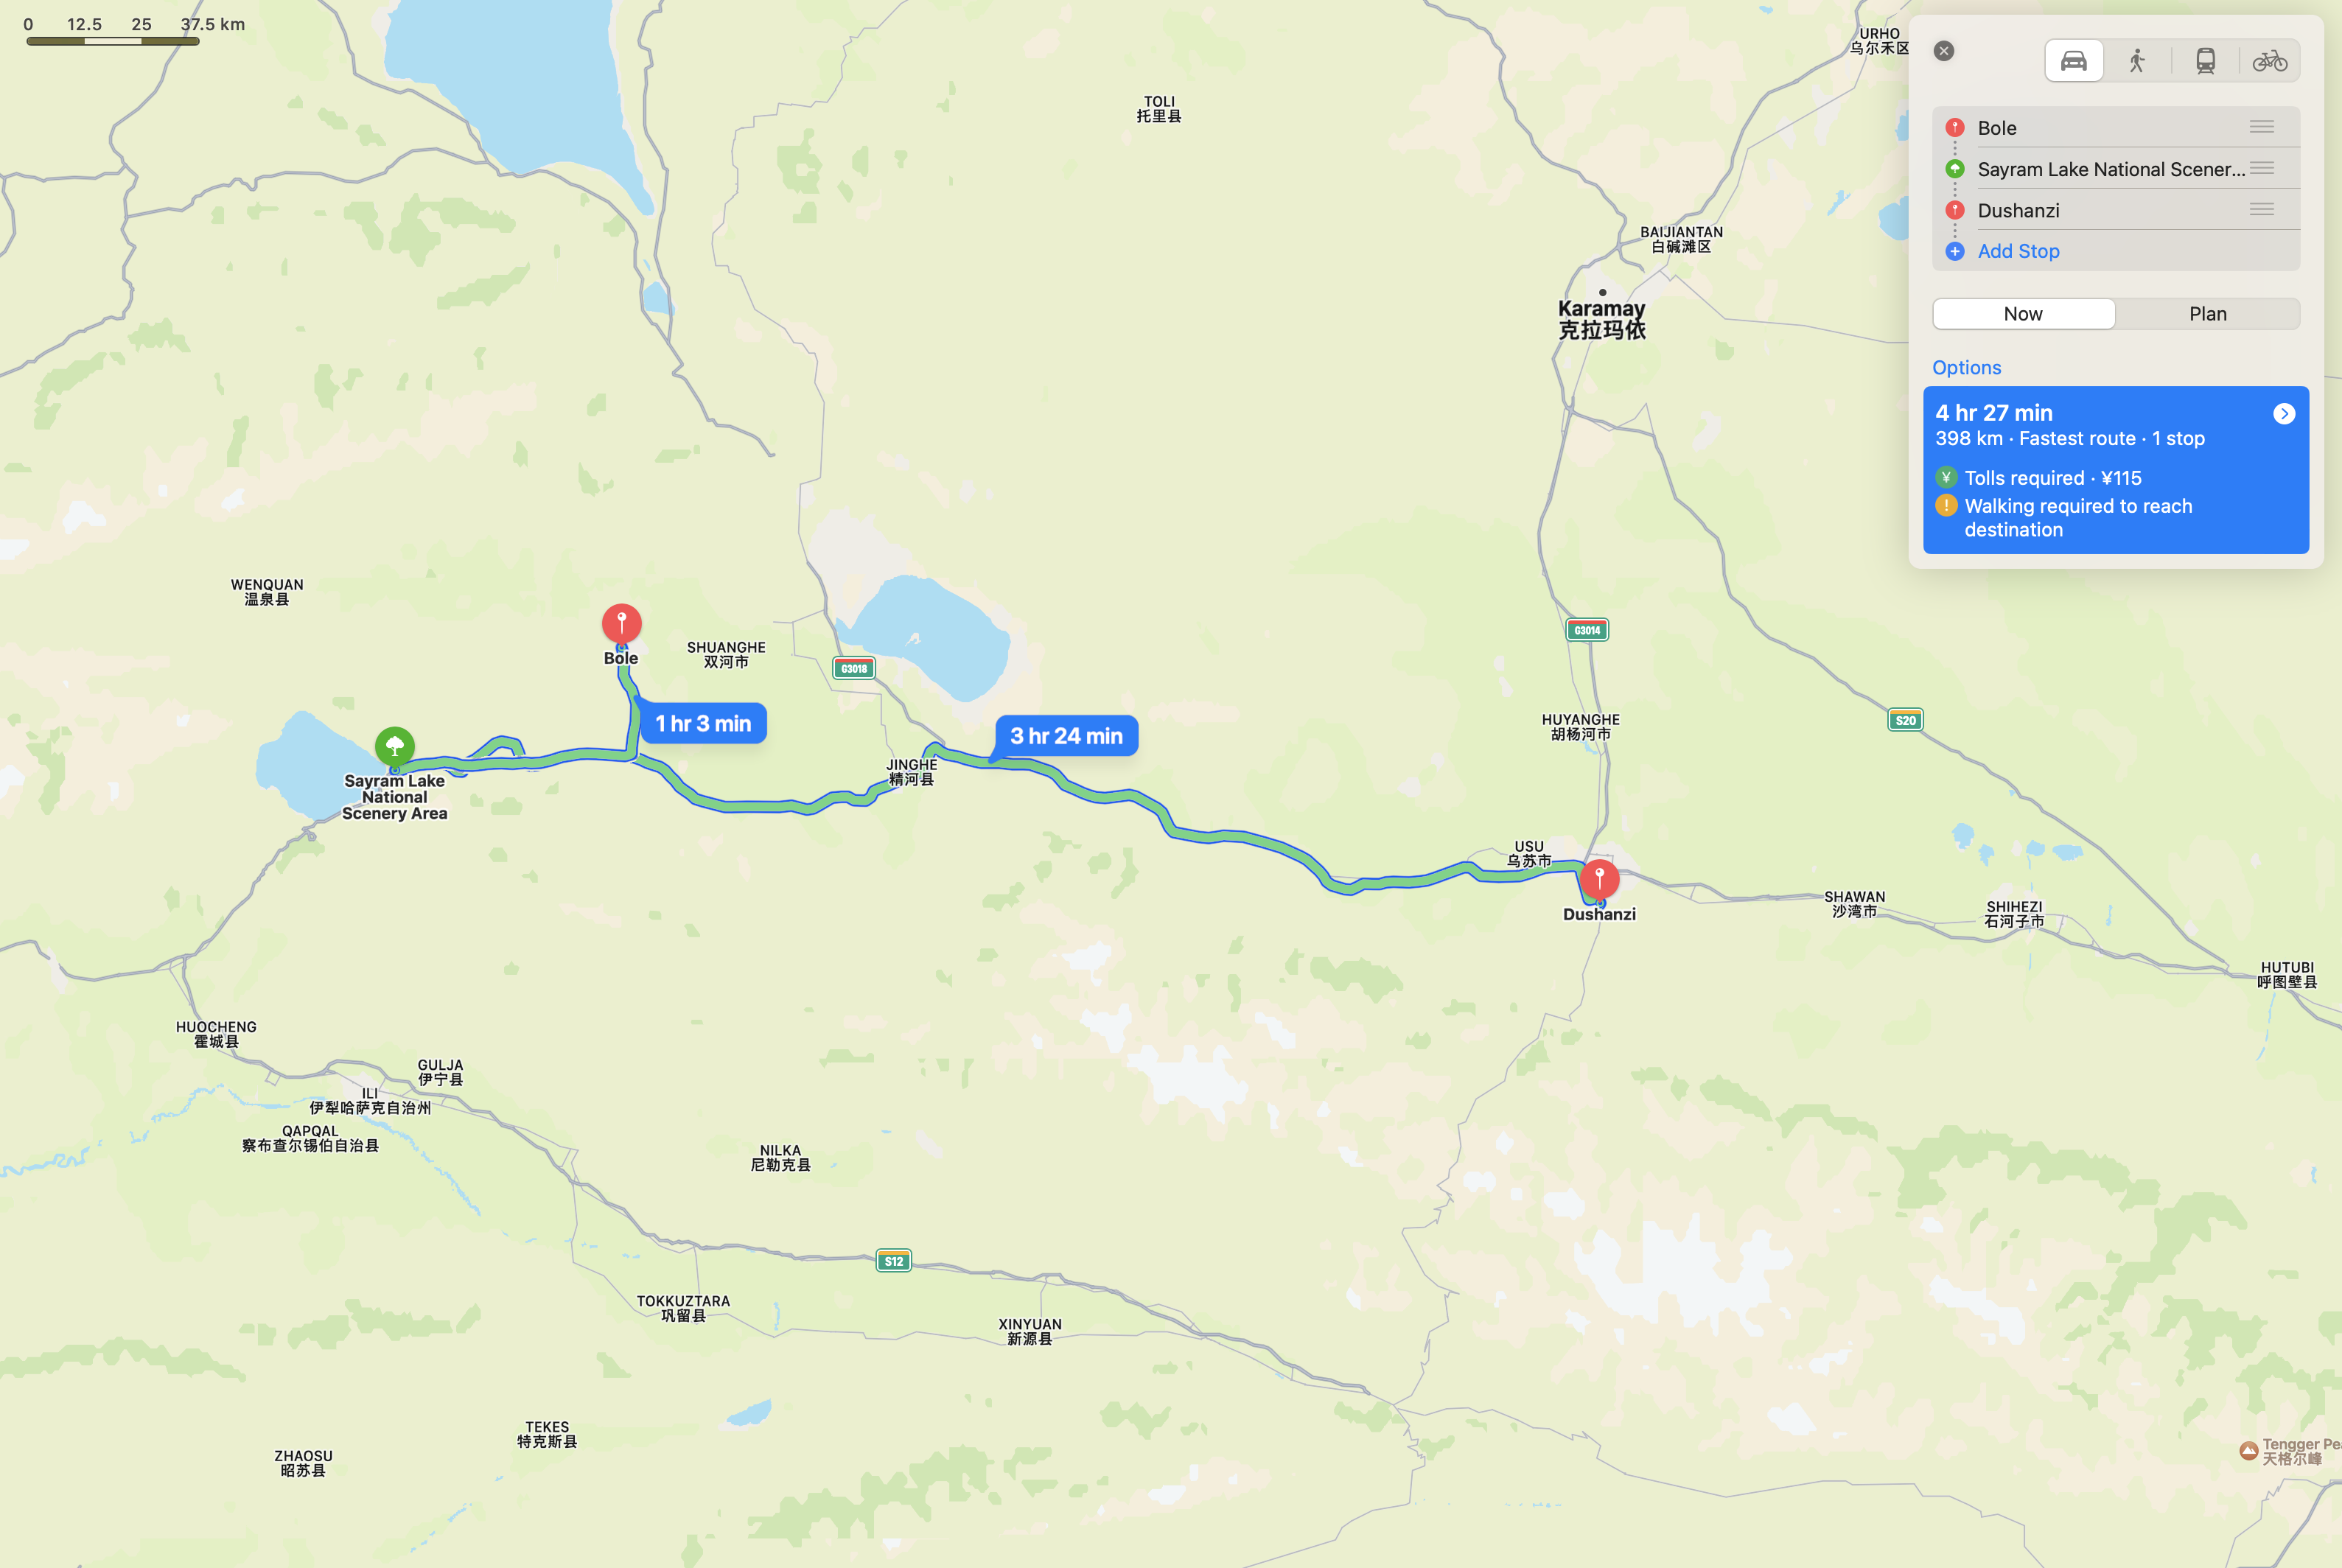 0 12.5 25 37.5 km
URHO
乌尔禾区
TOLI
托里县
BAIJIANTAN
白碱滩区
Karamay
克拉玛依
Bole
Sayram Lake National Scener...
Dushanzi
Add Stop
Now Plan
Options
4 hr 27 min
398 km · Fastest route · 1 stop
¥ Tolls required · ¥115
! Walking required to reach
destination
WENQUAN
温泉县
Bole
SHUANGHE
双河市
G3018
G3014
1 hr 3 min
3 hr 24 min
HUYANGHE
胡杨河市
S20
Sayram Lake
National
Scenery Area
JINGHE
精河县
USU
乌苏市
Dushanzi
SHAWAN
沙湾市
SHIHEZI
石河子市
HUTUBI
呼图壁县
HUOCHENG
霍城县
GULJA
伊宁县
ILI
伊犁哈萨克自治州
QAPQAL
察布查尔锡伯自治县
NILKA
尼勒克县
S12
TOKKUZTARA
巩留县
XINYUAN
新源县
TEKES
特克斯县
ZHAOSU
昭苏县
Tengger Pe
天格尔峰